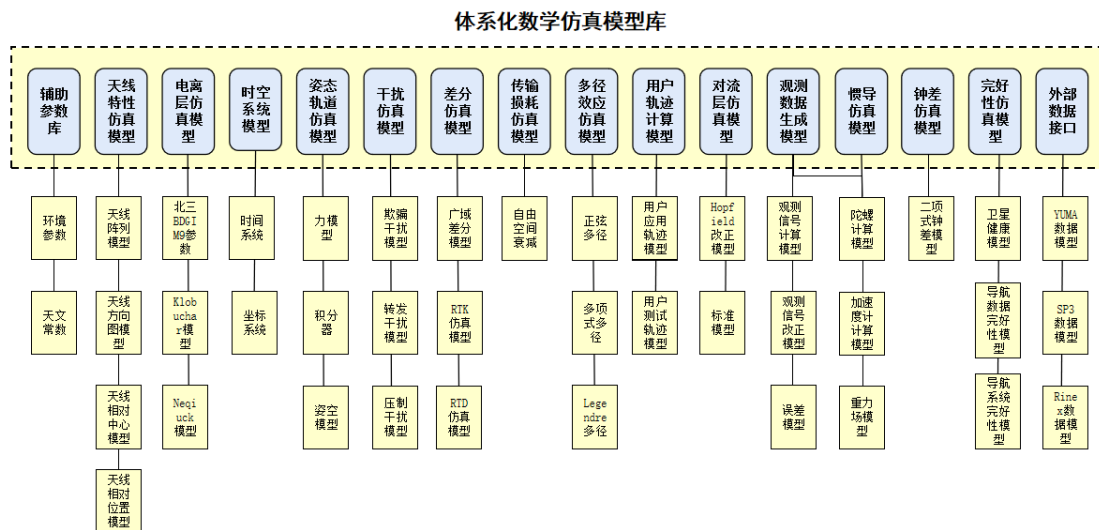 体系化数学仿真模型库
辅助
参数
库
天线
特性仿真
模型
电离
层仿真模
型
时空
系统
模型
姿态
轨道仿真
模型
干扰
仿真
模型
差分
仿真
模型
传输
损耗
仿真模型
多径
效应
仿真模型
用户
轨迹计算
模型
对流
层仿
真模型
观测
数据
生成模型
惯导
仿真
模型
钟差
仿真
模型
完好
性仿真模
型
外部
数据
接口
环境
参数
天文
常数
天线
阵列
模型
天线
方向
图模
型
天线
相对
中心
模型
天线
相对
位置
模型
北三
BDGI
M9参
数
Klob
ucha
r模
型
Neqi
uck
模型
时间
系统
坐标
系统
力模
型
积分
器
姿空
模型
欺骗
干扰
模型
转发
干扰
模型
压制
干扰
模型
广域
差分
模型
RTK
仿真
模型
RTD
仿真
模型
自由
空间
衰减
正弦
多径
多项
式多
径
Lege
ndre
多径
用户
应用
轨迹
模型
用户
测试
轨迹
模型
Hopf
ield
改正
模型
标准
模型
观测
信号
计算
模型
观测
信号
改正
模型
误差
模型
陀螺
计算
模型
加速
度计
计算
模型
重力
场模
型
二项
式钟
差模
型
卫星
健康
模型
导航
数据
完好
性模
型
导航
系统
完好
性模
型
YUMA
数据
模型
SP3
数据
模型
Rine
x数
据模
型